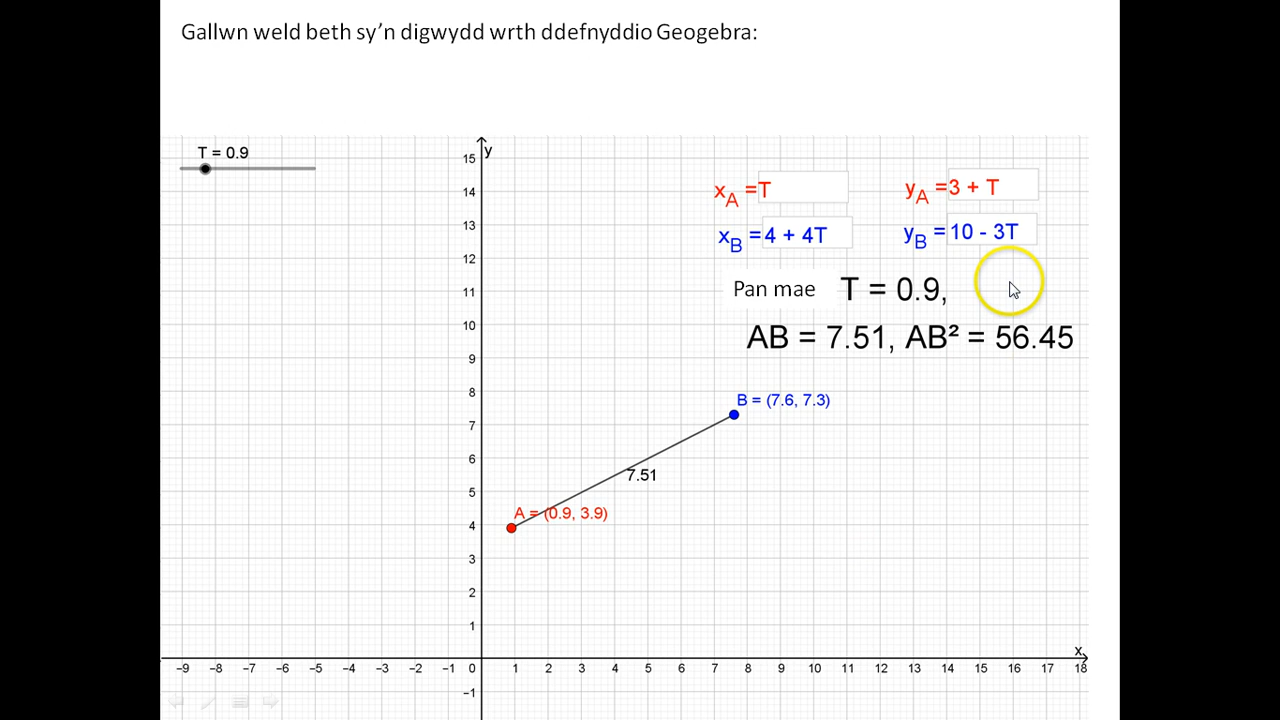 Gallwn weld beth sy’n digwydd wrth ddefnyddio Geogebra:
T = 0.9
x_A =T
y_A =3 + T
x_B =4 + 4T
y_B =10 - 3T
Pan mae T = 0.9,
AB = 7.51, AB² = 56.45
y
15
14
13
12
11
10
9
8
7
6
5
4
3
2
1
−1
B = (7.6, 7.3)
7.51
A = (0.9, 3.9)
x
−9 −8 −7 −6 −5 −4 −3 −2 −1 0 1 2 3 4 5 6 7 8 9 10 11 12 13 14 15 16 17 18